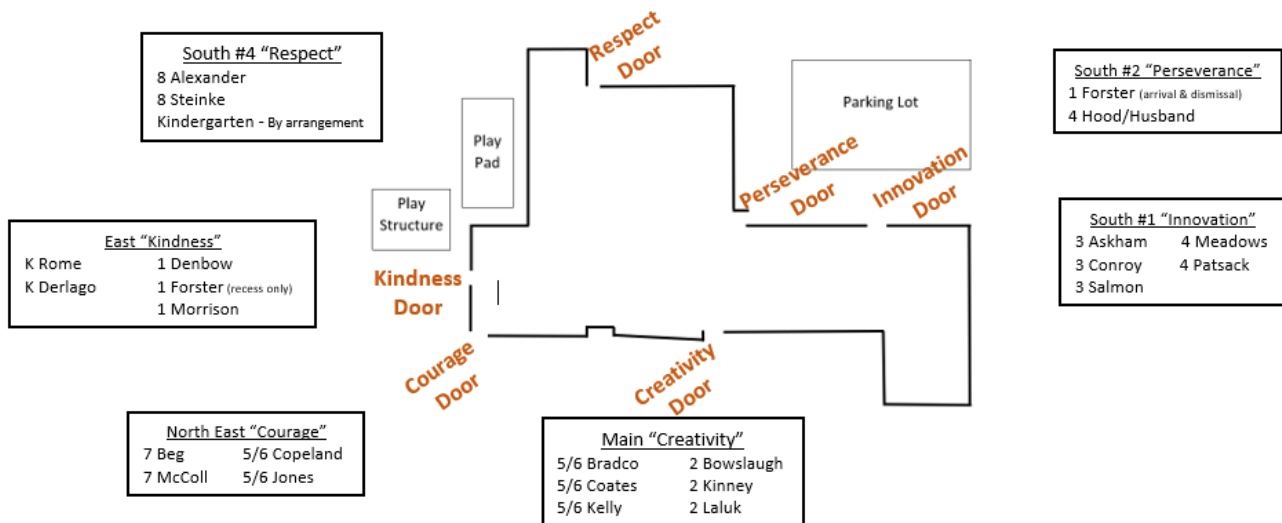 South #4 “Respect”
8 Alexander
8 Steinke
Kindergarten - By arrangement
Respect
Door
Parking Lot
South #2 “Perseverance”
1 Forster (arrival & dismissal)
4 Hood/Husband
Play
Pad
Play
Structure
Perseverance
Door
Innovation
Door
South #1 “Innovation”
3 Askham 4 Meadows
3 Conroy 4 Patsack
3 Salmon
East “Kindness”
K Rome 1 Denbow
K Derlago 1 Forster (recess only)
1 Morrison
Kindness
Door
Courage
Door
Creativity
Door
North East “Courage”
7 Beg 5/6 Copeland
7 McColl 5/6 Jones
Main “Creativity”
5/6 Bradco 2 Bowslaugh
5/6 Coates 2 Kinney
5/6 Kelly 2 Laluk